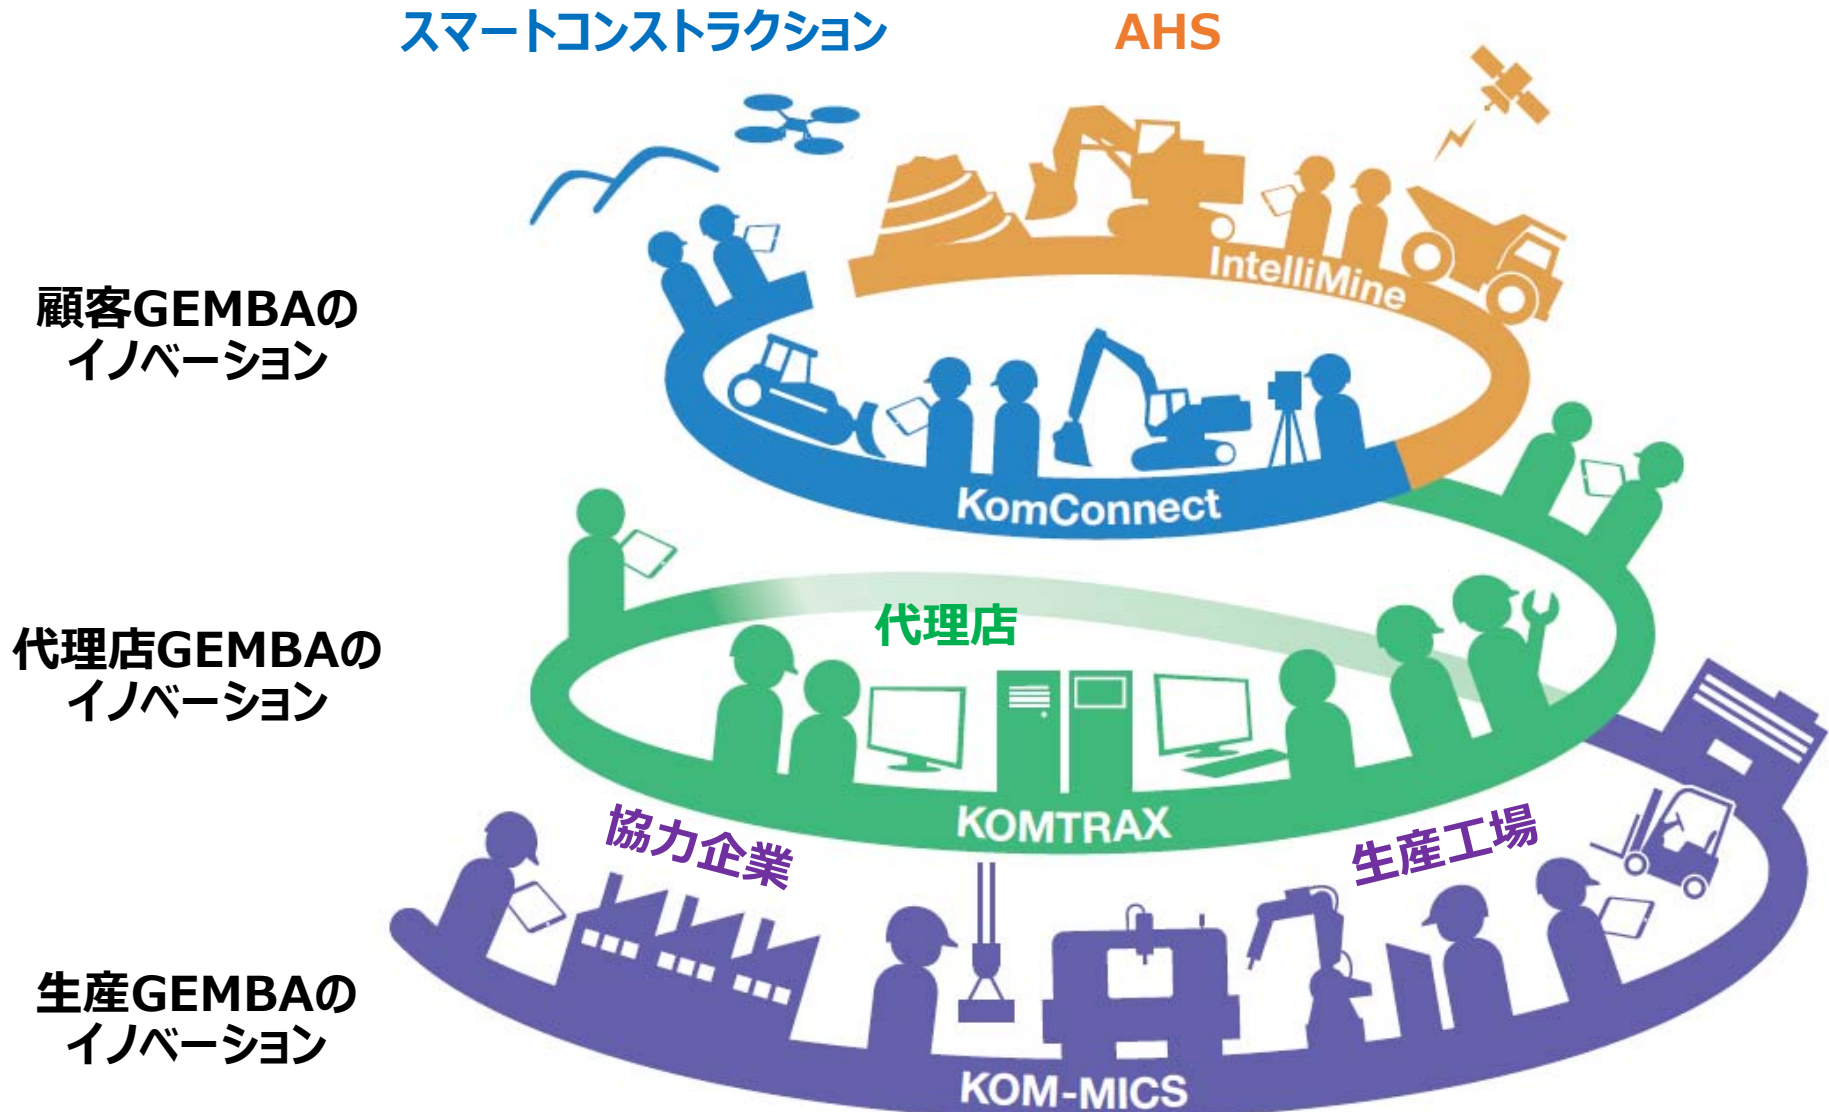 スマートコンストラクション
AHS
顧客GEMBAの
イノベーション
IntelliMine
KomConnect
代理店GEMBAの
イノベーション
代理店
KOMTRAX
協力企業
生産工場
生産GEMBAの
イノベーション
KOM-MICS